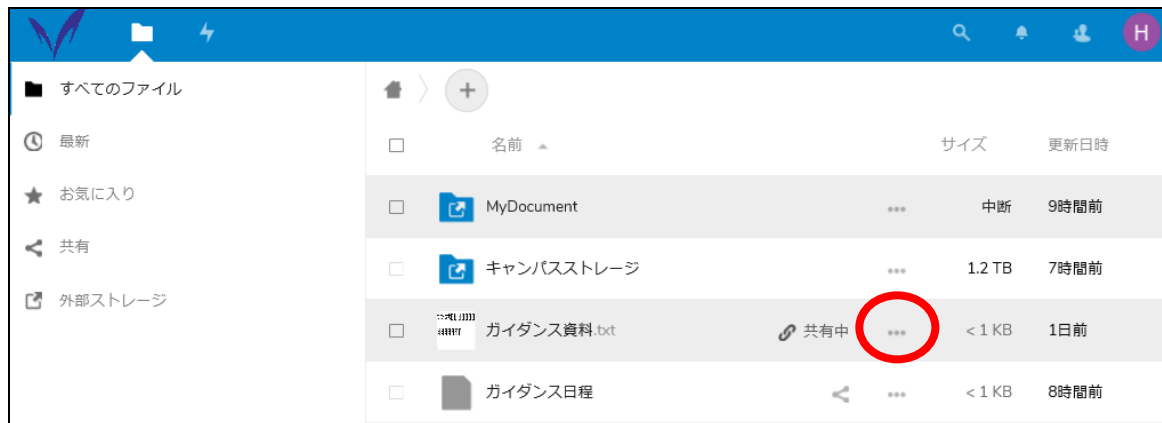 H
すべてのファイル
最新
お気に入り
共有
外部ストレージ
名前 サイズ 更新日時
MyDocument 中断 9時間前
キャンパスストレージ 1.2 TB 7時間前
ガイダンス資料.txt 共有中 < 1 KB 1日前
ガイダンス日程 < 1 KB 8時間前